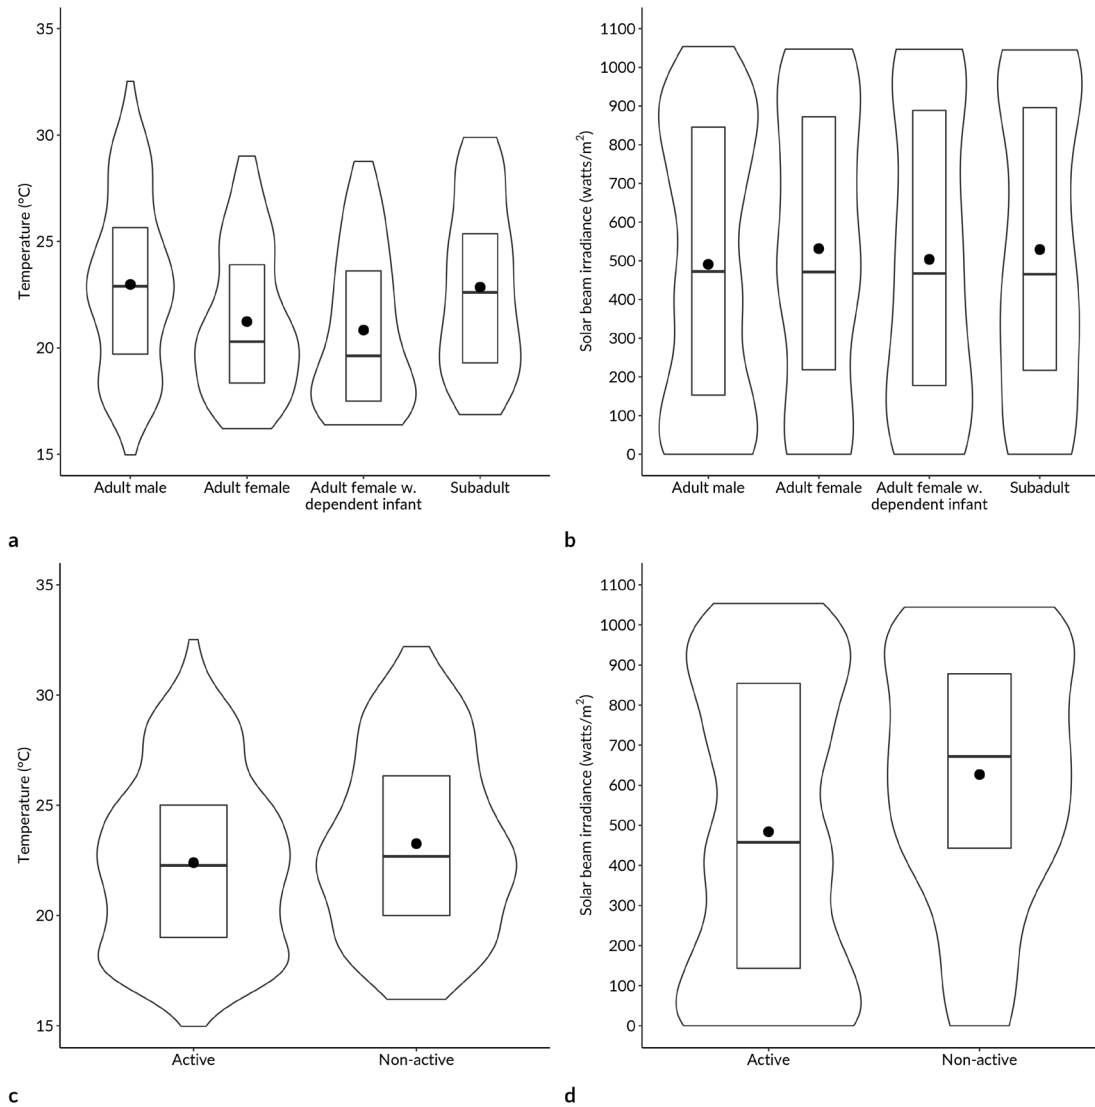 35
30
25
20
15
Temperature (°C)
Adult male
Adult female
Adult female w.
dependent infant
Subadult
a
1100
1000
900
800
700
600
500
400
300
200
100
0
Solar beam irradiance (watts/m²)
Adult male
Adult female
Adult female w.
dependent infant
Subadult
b
35
30
25
20
15
Temperature (°C)
Active
Non-active
c
1100
1000
900
800
700
600
500
400
300
200
100
0
Solar beam irradiance (watts/m²)
Active
Non-active
d